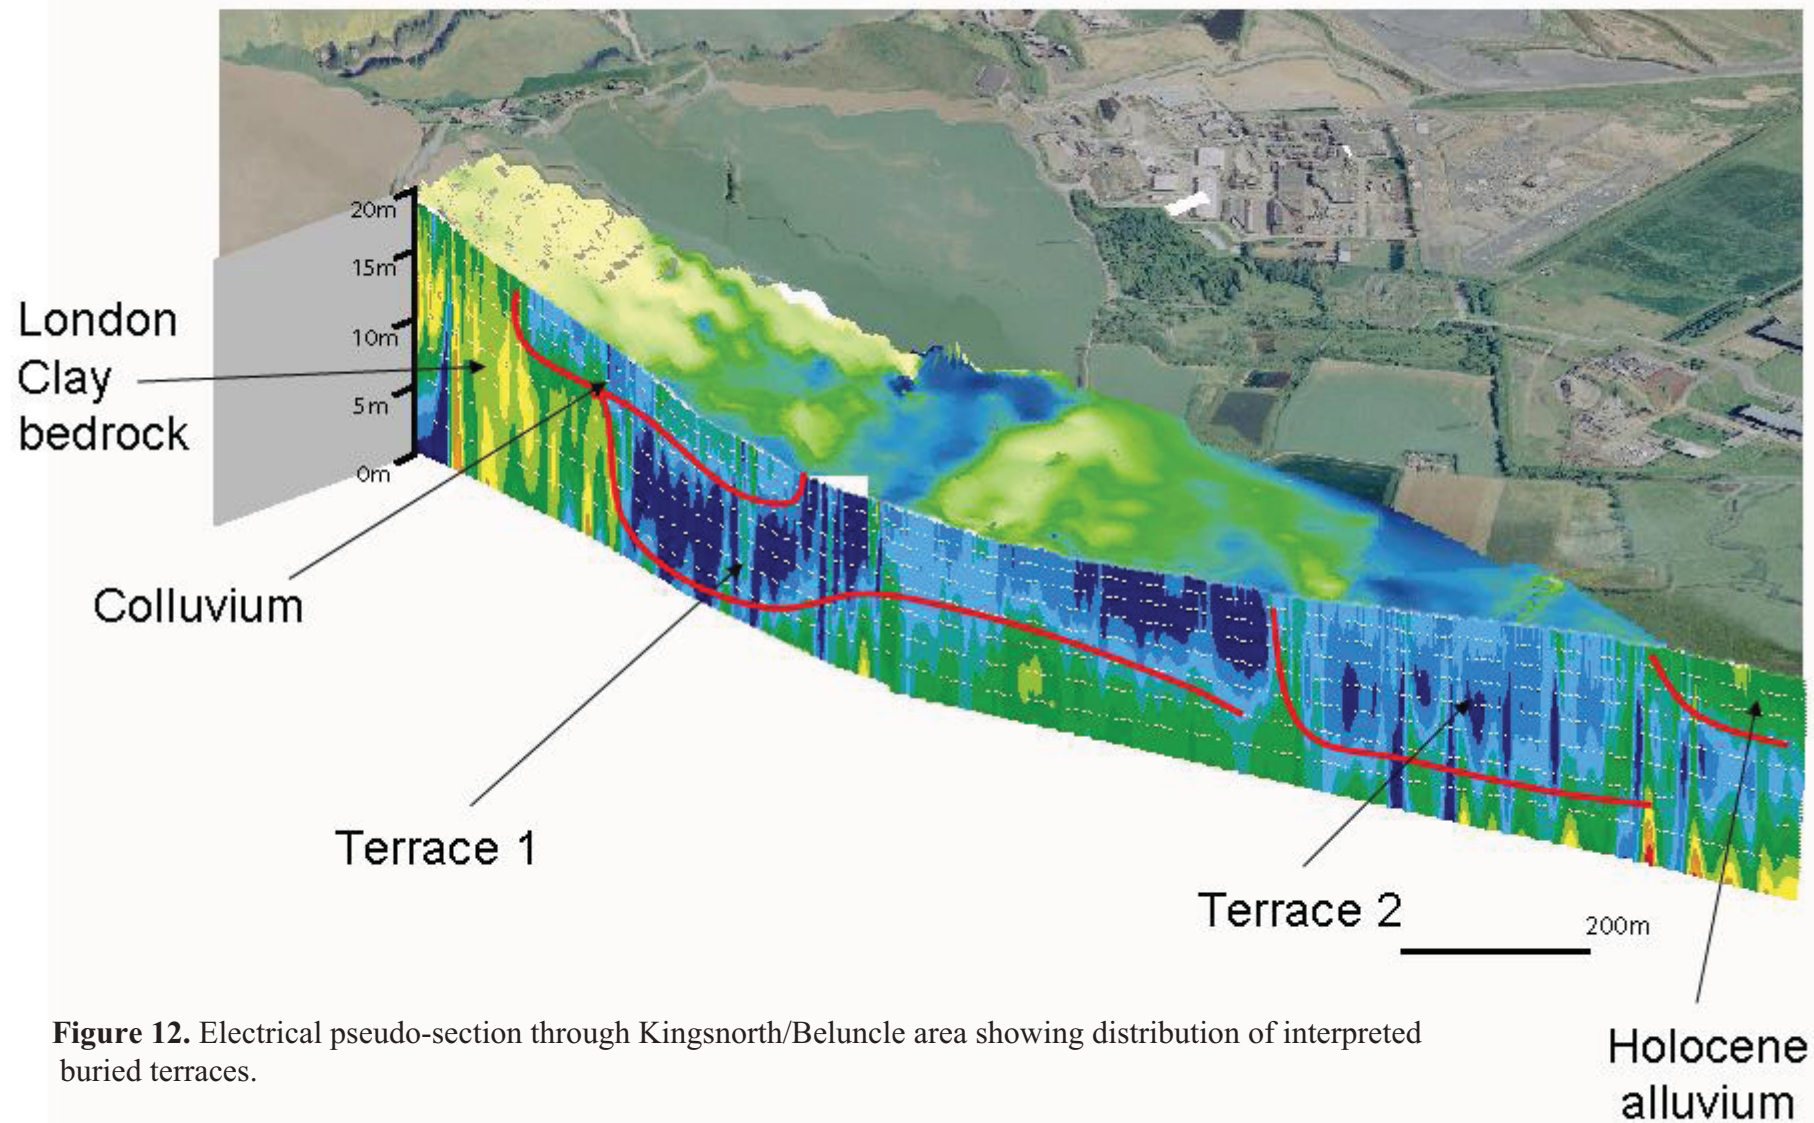 20m
15m
10m
5m
0m
London
Clay
bedrock
Colluvium
Terrace 1
Terrace 2
200m
Holocene
alluvium
Figure 12. Electrical pseudo-section through Kingsnorth/Beluncle area showing distribution of interpreted
buried terraces.